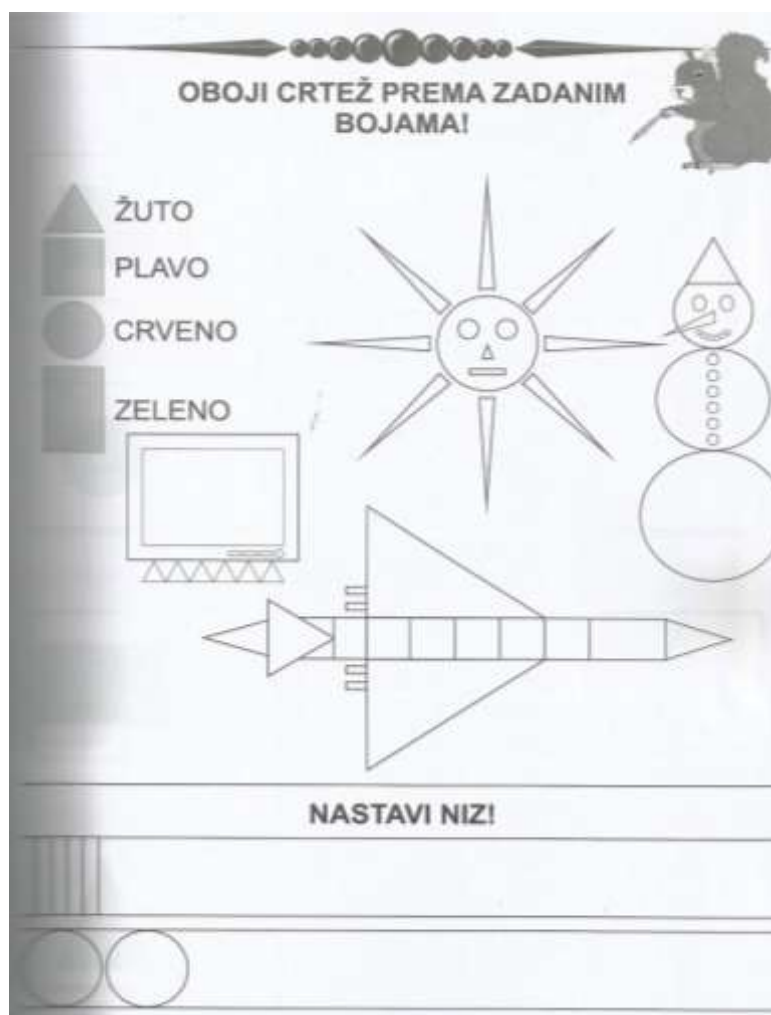 OBOJI CRTEŽ PREMA ZADANIM
BOJAMA!
ŽUTO
PLAVO
CRVENO
ZELENO
NASTAVI NIZ!